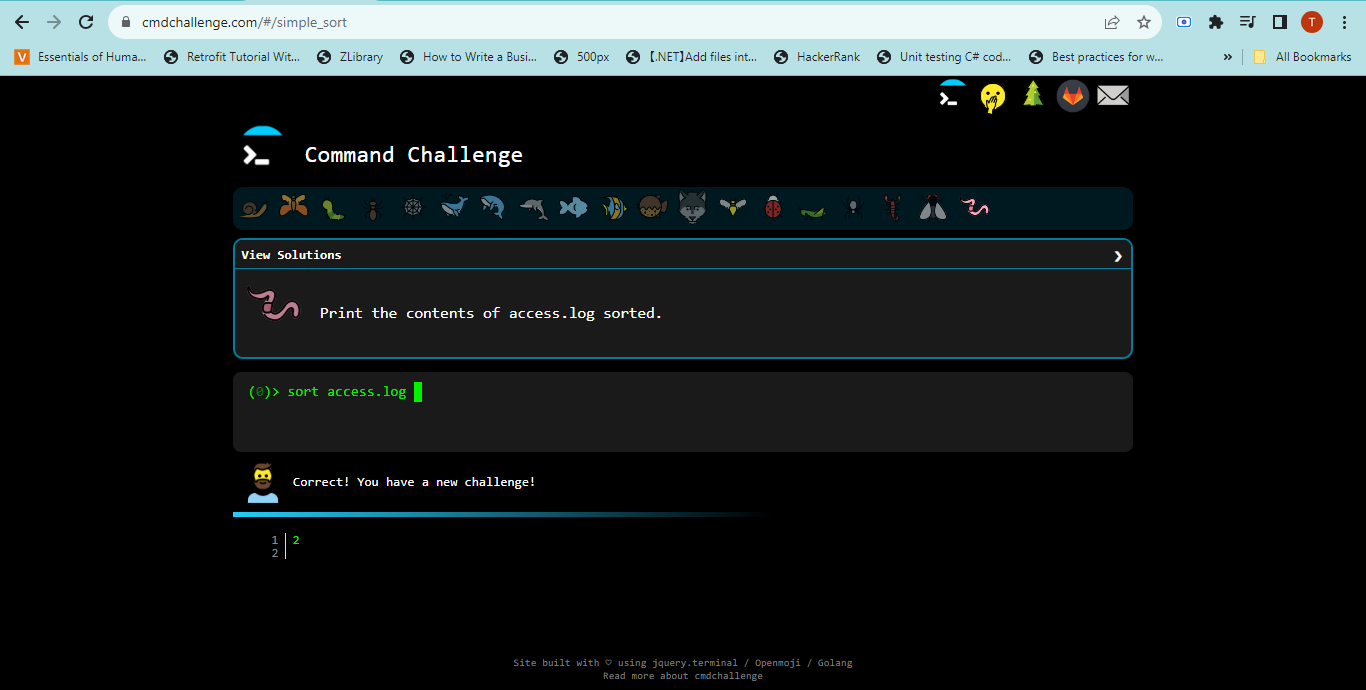 cmdchallenge.com/#/simple_sort
T
V Essentials of Huma... Retrofit Tutorial Wit... ZLibrary How to Write a Busi... 500px 【.NET】Add files int... HackerRank Unit testing C# cod... Best practices for w... » All Bookmarks
>_
>_ Command Challenge
View Solutions ❯
Print the contents of access.log sorted.
(0)> sort access.log
Correct! You have a new challenge!
1 2
2
Site built with ♡ using jquery.terminal / Openmoji / Golang
Read more about cmdchallenge